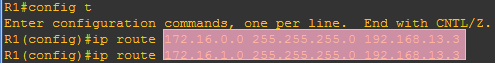 R1#config t
Enter configuration commands, one per line.  End with CNTL/Z.
R1(config)#ip route 172.16.0.0 255.255.255.0 192.168.13.3
R1(config)#ip route 172.16.1.0 255.255.255.0 192.168.13.3